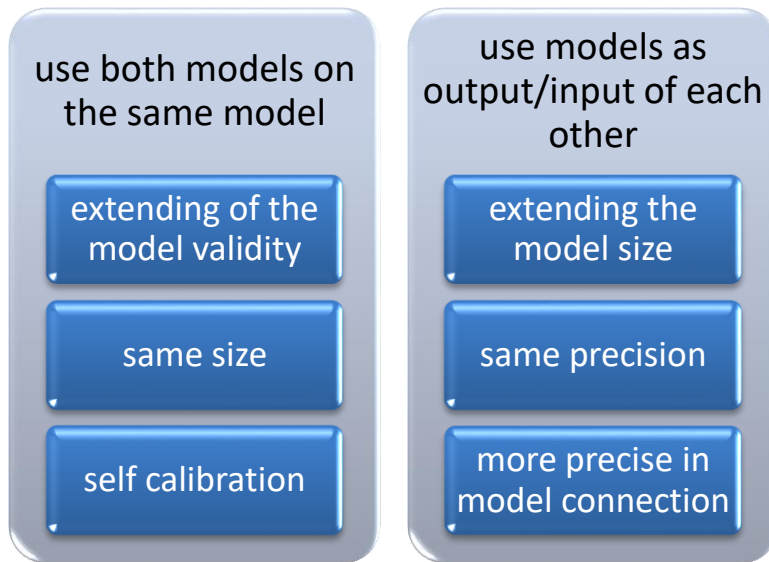 use both models on
the same model
extending of the
model validity
same size
self calibration
use models as
output/input of each
other
extending the
model size
same precision
more precise in
model connection